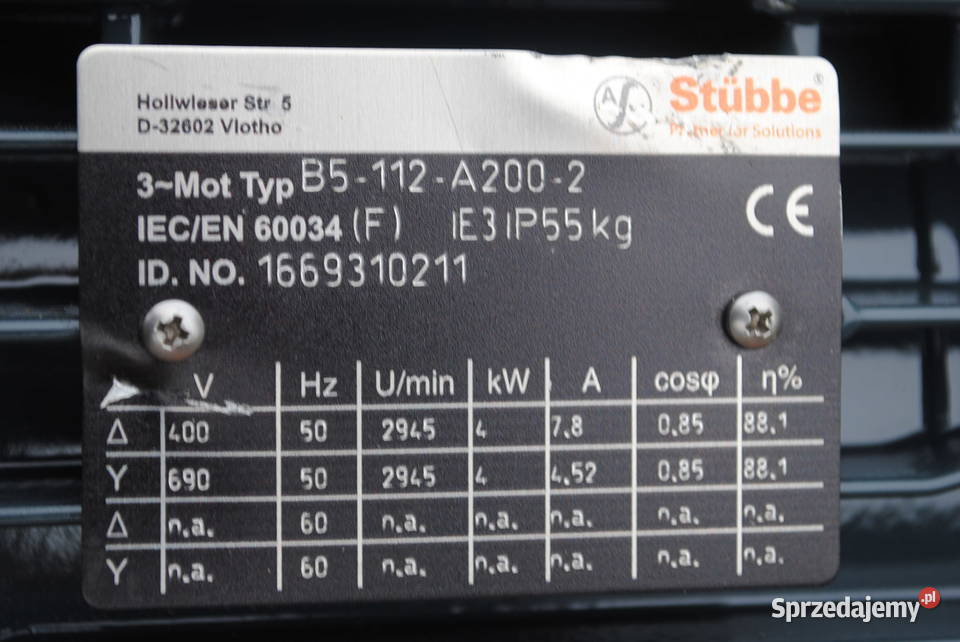 Hollwieser Str 5
D-32602 Vlotho
Stübbe®
Solutions
3~Mot Typ B5-112-A200-2
IEC/EN 60034 (F) IE3 IP55 kg
CE
ID. NO. 1669310211
V Hz U/min kW A cosφ η%
Δ 400 50 2945 4 7.8 0.85 88.1
Y 690 50 2945 4 4.52 0.85 88.1
Δ n.a. 60 n.a. n.a. n.a. n.a. n.a.
Y n.a. 60 n.a. n.a. n.a. n.a. n.a.
Sprzedajemy.pl